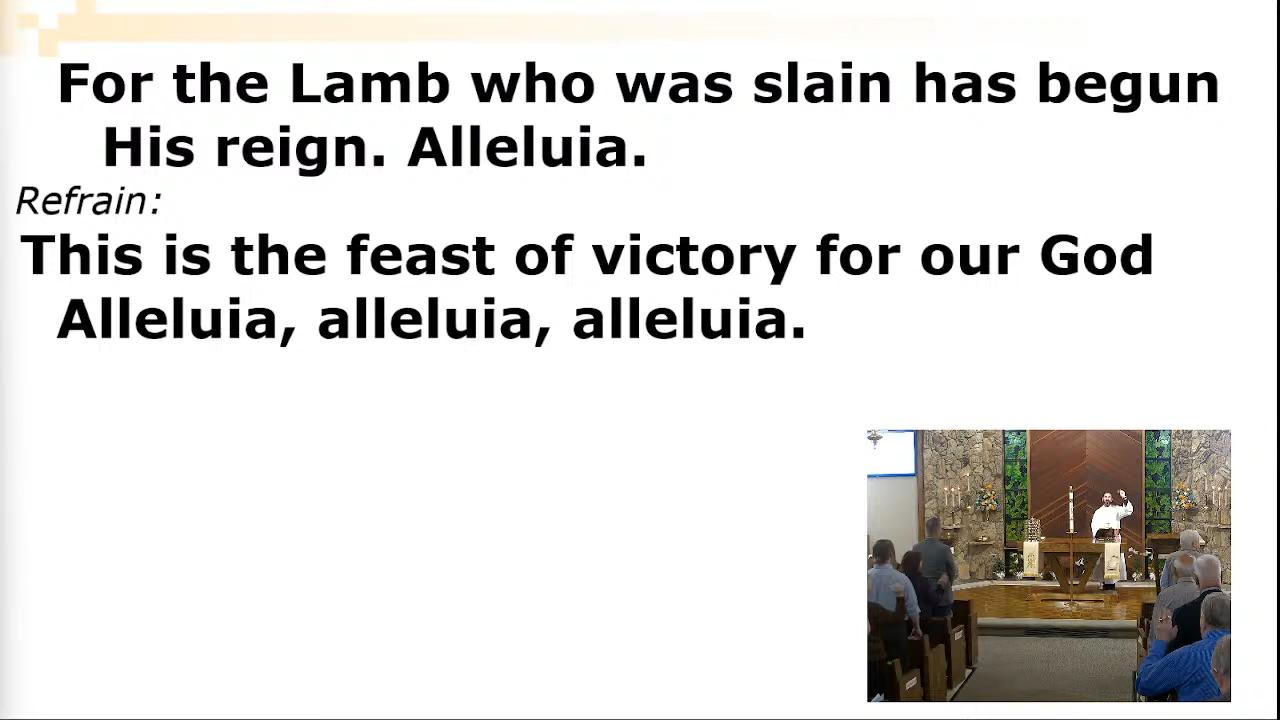 For the Lamb who was slain has begun
His reign. Alleluia.
Refrain:
This is the feast of victory for our God
Alleluia, alleluia, alleluia.